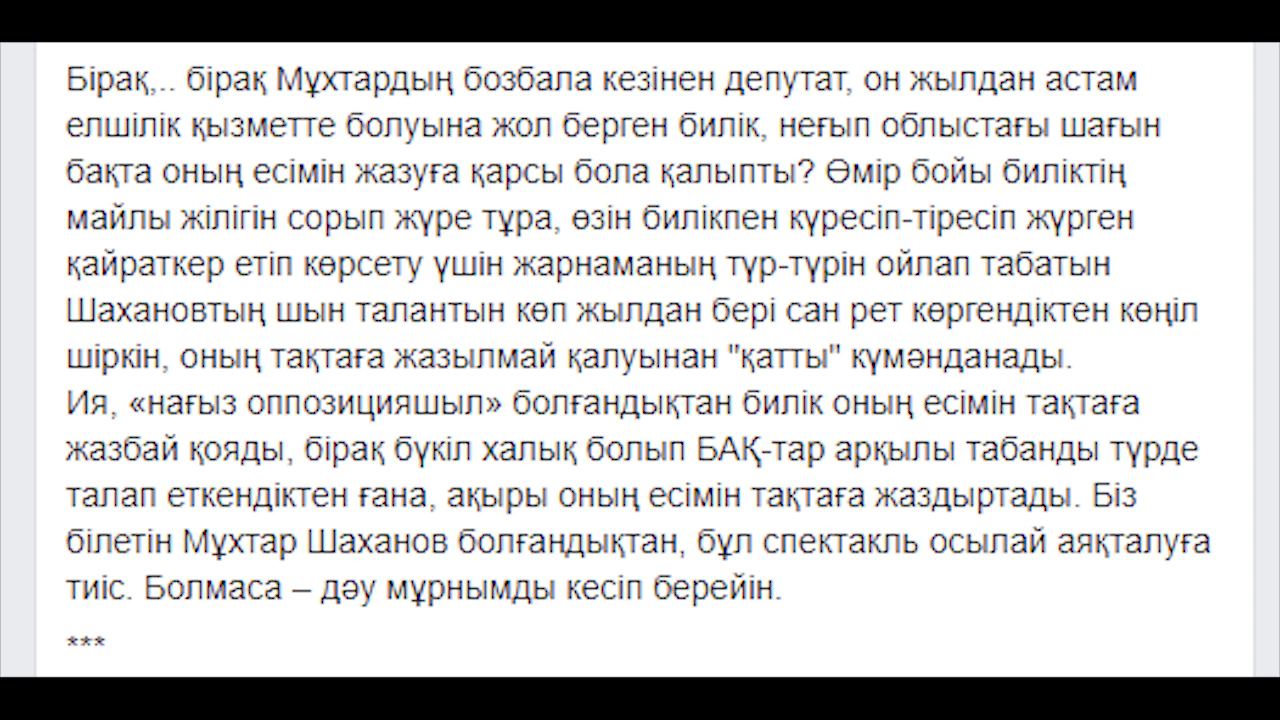 Бірақ,.. бірақ Мұхтардың бозбала кезінен депутат, он жылдан астам
елшілік қызметте болуына жол берген билік, неғып облыстағы шағын
бақта оның есімін жазуға қарсы бола қалыпты? Өмір бойы биліктің
майлы жілігін сорып жүре тұра, өзін билікпен күресіп-тіресіп жүрген
қайраткер етіп көрсету үшін жарнаманың түр-түрін ойлап табатын
Шахановтың шын талантын көп жылдан бері сан рет көргендіктен көңіл
шіркін, оның тақтаға жазылмай қалуынан "қатты" күмәнданады.
Ия, «нағыз оппозицияшыл» болғандықтан билік оның есімін тақтаға
жазбай қояды, бірақ бүкіл халық болып БАҚ-тар арқылы табанды түрде
талап еткендіктен ғана, ақыры оның есімін тақтаға жаздыртады. Біз
білетін Мұхтар Шаханов болғандықтан, бұл спектакль осылай аяқталуға
тиіс. Болмаса – дәу мұрнымды кесіп берейін.
***